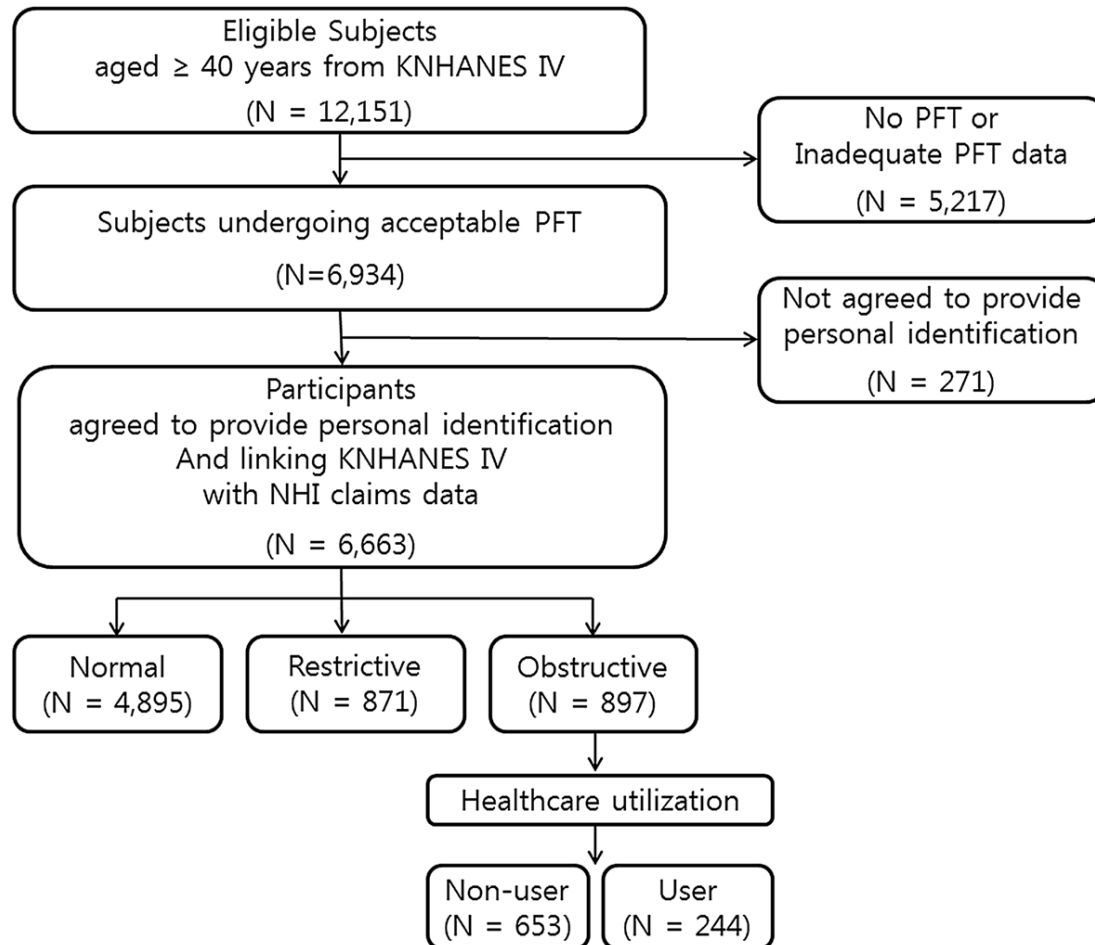 Eligible Subjects
aged ≥ 40 years from KNHANES IV
(N = 12,151)
No PFT or
Inadequate PFT data
(N = 5,217)
Subjects undergoing acceptable PFT
(N=6,934)
Not agreed to provide
personal identification
(N = 271)
Participants
agreed to provide personal identification
And linking KNHANES IV
with NHI claims data
(N = 6,663)
Normal
(N = 4,895)
Restrictive
(N = 871)
Obstructive
(N = 897)
Healthcare utilization
Non-user
(N = 653)
User
(N = 244)